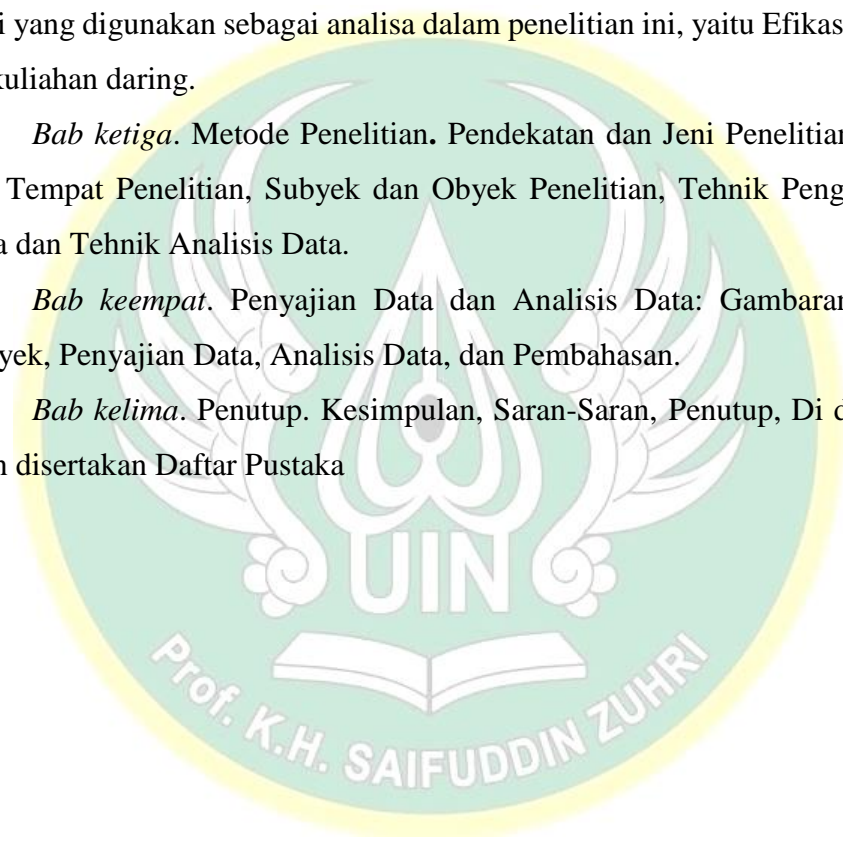 i yang digunakan sebagai analisa dalam penelitian ini, yaitu Efikas
kuliahan daring.
Bab ketiga. Metode Penelitian. Pendekatan dan Jeni Penelitian
Tempat Penelitian, Subyek dan Obyek Penelitian, Tehnik Peng
a dan Tehnik Analisis Data.
Bab keempat. Penyajian Data dan Analisis Data: Gambaran
yek, Penyajian Data, Analisis Data, dan Pembahasan.
Bab kelima. Penutup. Kesimpulan, Saran-Saran, Penutup, Di d
n disertakan Daftar Pustaka
UIN
Prof. K.H. SAIFUDDIN ZUHRI